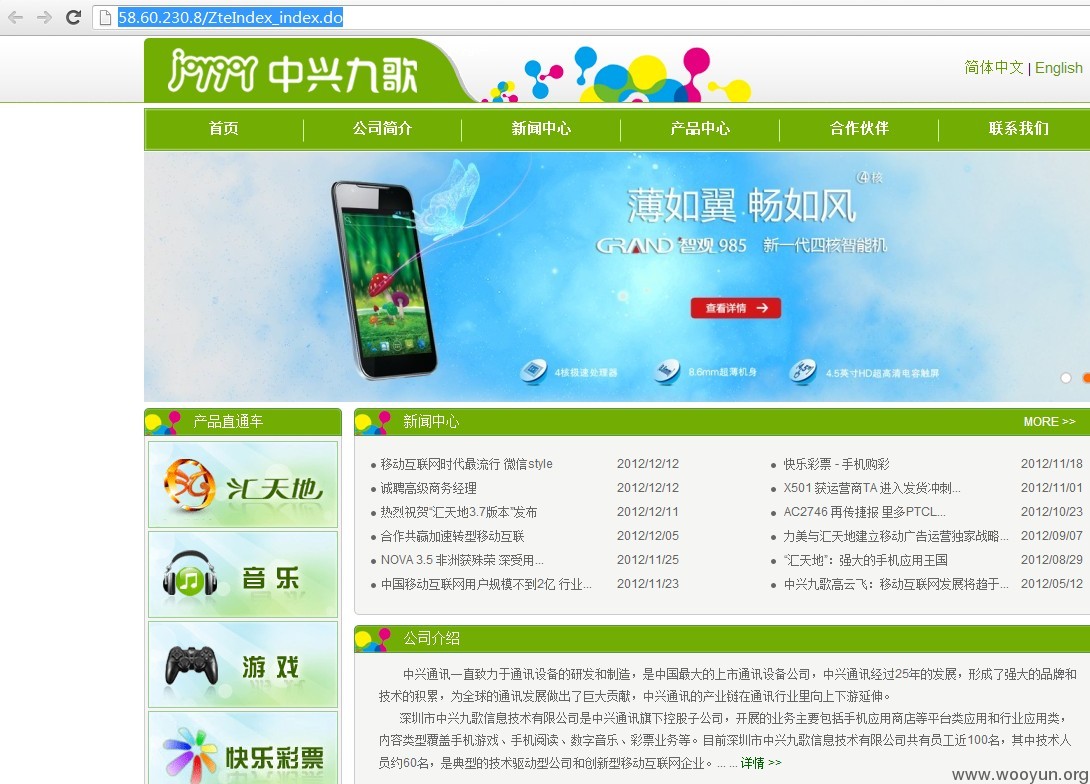 58.60.230.8/ZteIndex_index.do
joyyoy 中兴九歌
简体中文 | English
首页 公司简介 新闻中心 产品中心 合作伙伴 联系我们
4核
薄如翼 畅如风
GRAND 智观 985 新一代四核智能机
查看详情
4核极速处理器 8.6mm超薄机身 4.5英寸HD超高清电容触屏
产品直通车
汇天地
音乐
游戏
快乐彩票
新闻中心 MORE >>
移动互联网时代最流行 微信style 2012/12/12
诚聘高级商务经理 2012/12/12
热烈祝贺“汇天地3.7版本”发布 2012/12/11
合作共赢加速转型移动互联 2012/12/05
NOVA 3.5 非洲获殊荣 深受用... 2012/11/25
中国移动互联网用户规模不到2亿 行业... 2012/11/23
快乐彩票 - 手机购彩 2012/11/18
X501 获运营商TA 进入发货冲刺... 2012/11/01
AC2746 再传捷报 里多PTCL... 2012/10/23
力美与汇天地建立移动广告运营独家战略... 2012/09/07
“汇天地”：强大的手机应用王国 2012/08/29
中兴九歌高云飞：移动互联网发展将趋于... 2012/05/12
公司介绍
中兴通讯一直致力于通讯设备的研发和制造，是中国最大的上市通讯设备公司，中兴通讯经过25年的发展，形成了强大的品牌和
技术的积累，为全球的通讯发展做出了巨大贡献，中兴通讯的产业链在通讯行业里向上下游延伸。
深圳市中兴九歌信息技术有限公司是中兴通讯旗下控股子公司，开展的业务主要包括手机应用商店等平台类应用和行业应用类，
内容类型覆盖手机游戏、手机阅读、数字音乐、彩票业务等。目前深圳市中兴九歌信息技术有限公司共有员工近100名，其中技术人
员约60名，是典型的技术驱动型公司和创新型移动互联网企业。... ... 详情 >>
www.wooyun.org